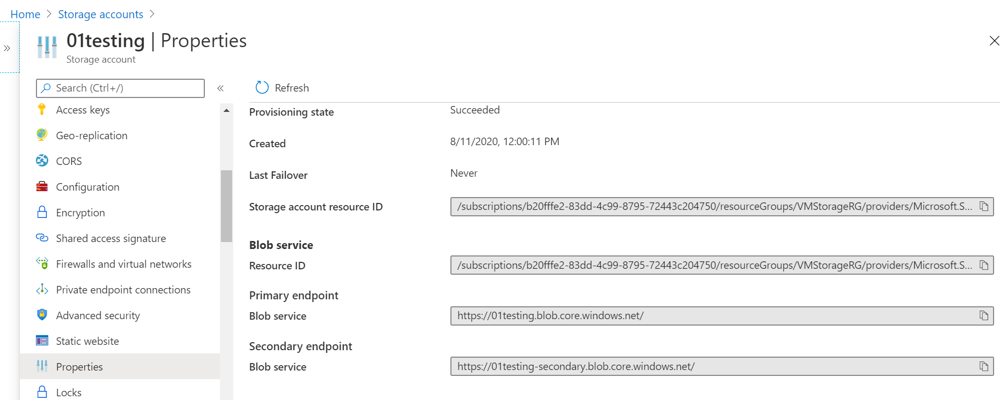 Home > Storage accounts >
»
01testing | Properties
Storage account
Search (Ctrl+/)
«
Access keys
Geo-replication
CORS
Configuration
Encryption
Shared access signature
Firewalls and virtual networks
Private endpoint connections
Advanced security
Static website
Properties
Locks
Refresh
Provisioning state Succeeded
Created 8/11/2020, 12:00:11 PM
Last Failover Never
Storage account resource ID /subscriptions/b20fffe2-83dd-4c99-8795-72443c204750/resourceGroups/VMStorageRG/providers/Microsoft.S...
Blob service
Resource ID /subscriptions/b20fffe2-83dd-4c99-8795-72443c204750/resourceGroups/VMStorageRG/providers/Microsoft.S...
Primary endpoint
Blob service https://01testing.blob.core.windows.net/
Secondary endpoint
Blob service https://01testing-secondary.blob.core.windows.net/